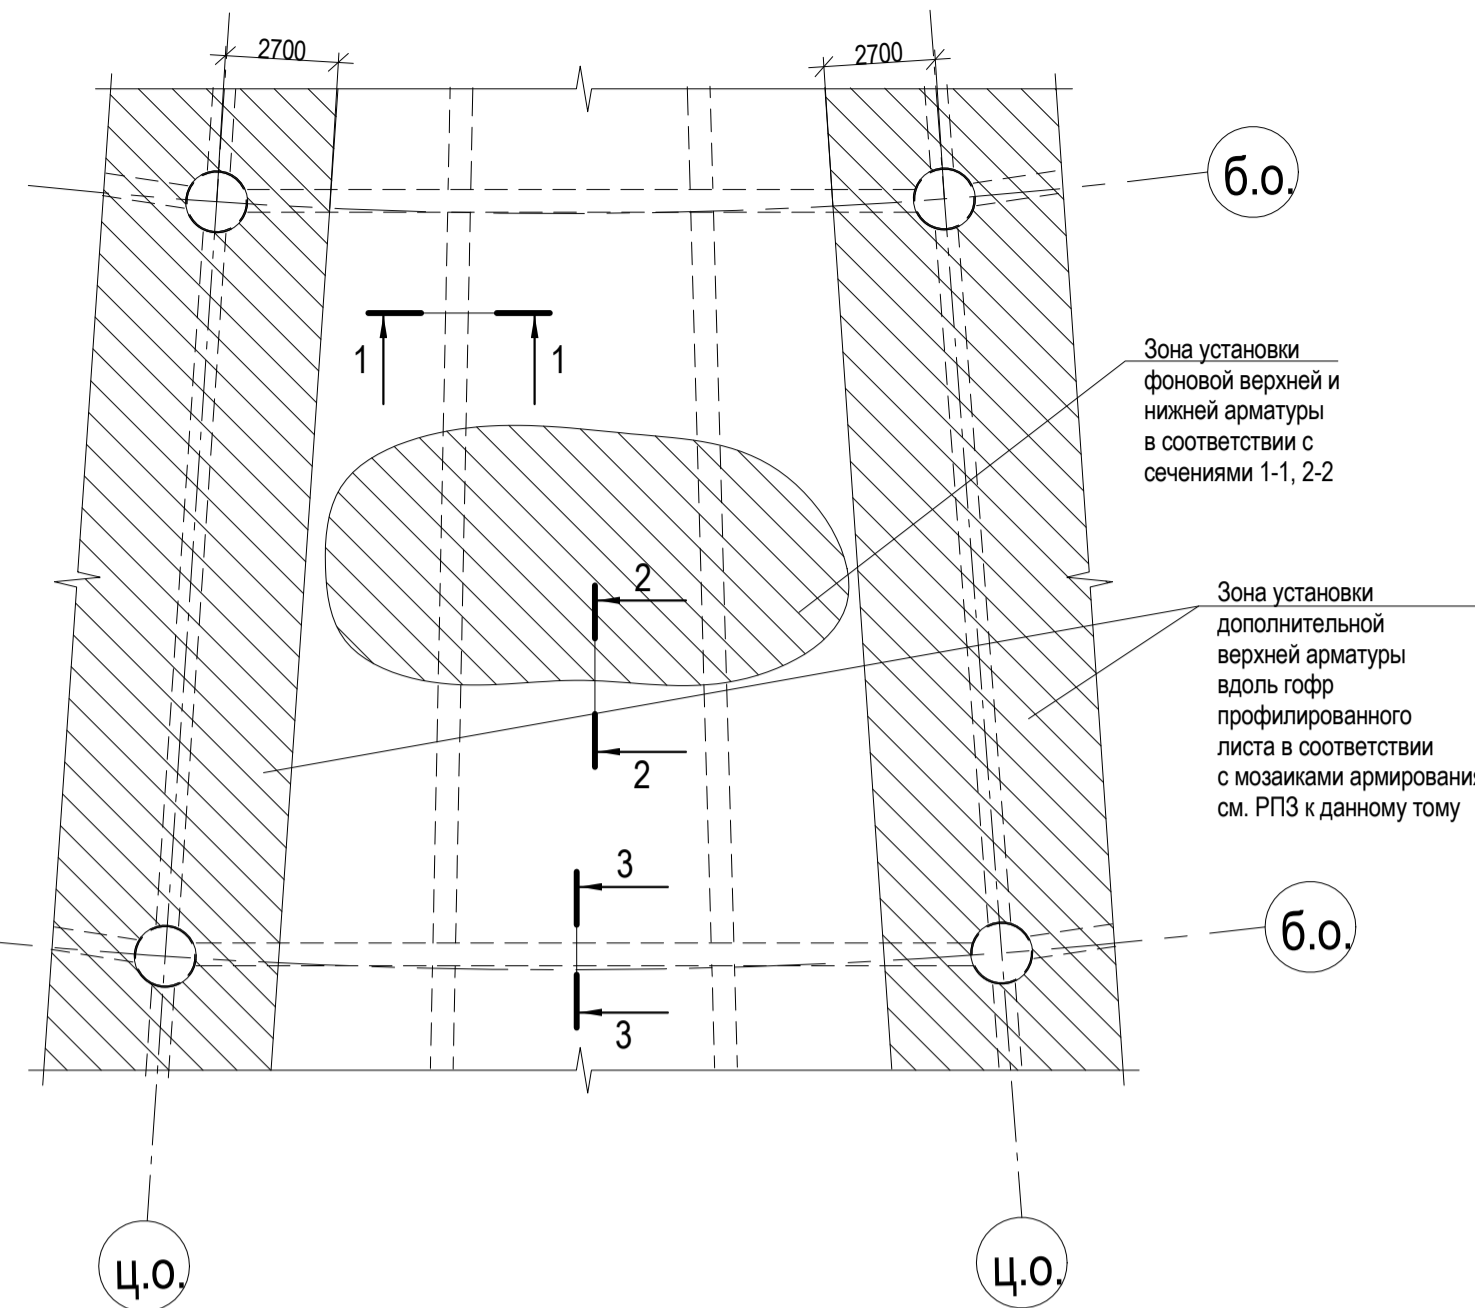 2700
2700
б.о.
1
1
Зона установки
фоновой верхней и
нижней арматуры
в соответствии с
сечениями 1-1, 2-2
2
2
Зона установки
дополнительной
верхней арматуры
вдоль гофр
профилированного
листа в соответствии
с мозаиками армирования
см. РПЗ к данному тому
3
3
б.о.
ц.о.
ц.о.